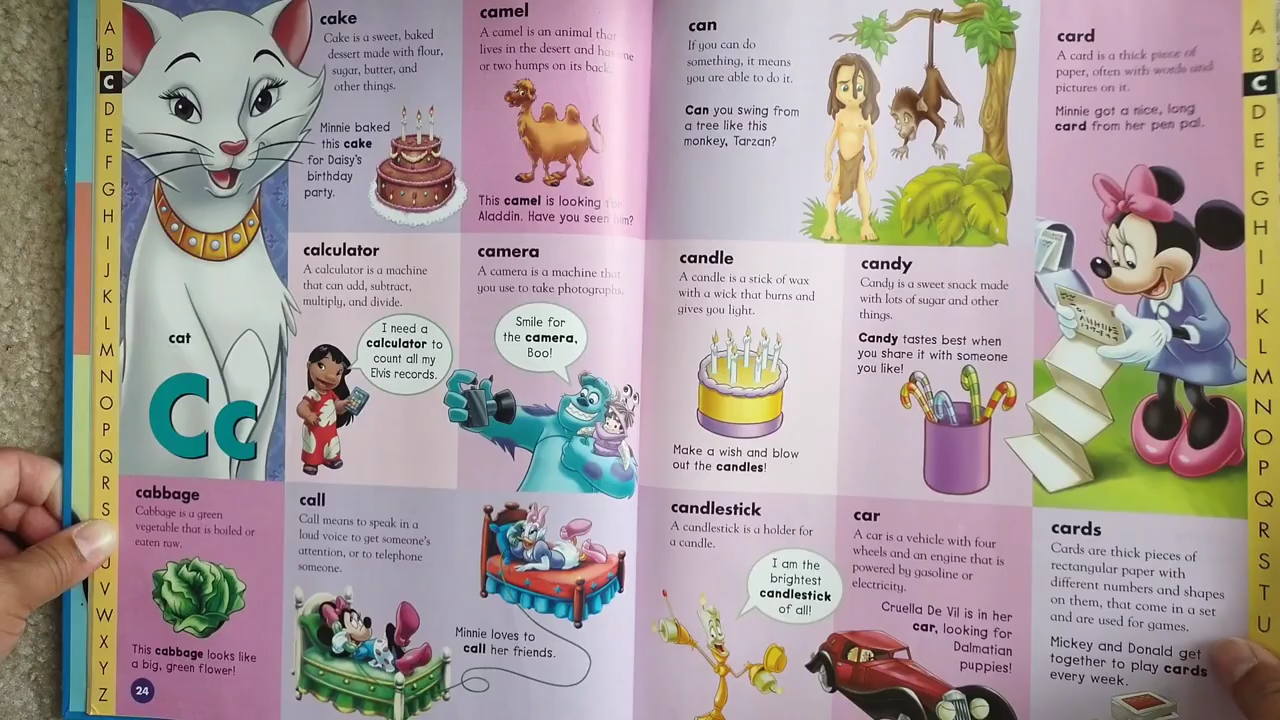 A
B
C
D
E
F
G
H
I
J
K
L
M
N
O
P
Q
R
S
U
V
W
X
Y
Z
cat
Cc
cabbage
Cabbage is a green
vegetable that is boiled or
eaten raw.
This cabbage looks like
a big, green flower!
24
cake
Cake is a sweet, baked
dessert made with flour,
sugar, butter, and
other things.
Minnie baked
this cake
for Daisy's
birthday
party.
camel
A camel is an animal that
lives in the desert and has one
or two humps on its back.
This camel is looking for
Aladdin. Have you seen him?
calculator
A calculator is a machine
that can add, subtract,
multiply, and divide.
I need a
calculator to
count all my
Elvis records.
camera
A camera is a machine that
you use to take photographs.
Smile for
the camera,
Boo!
call
Call means to speak in a
loud voice to get someone's
attention, or to telephone
someone.
Minnie loves to
call her friends.
can
If you can do
something, it means
you are able to do it.
Can you swing from
a tree like this
monkey, Tarzan?
candle
A candle is a stick of wax
with a wick that burns and
gives you light.
Make a wish and blow
out the candles!
candy
Candy is a sweet snack made
with lots of sugar and other
things.
Candy tastes best when
you share it with someone
you like!
candlestick
A candlestick is a holder for
a candle.
I am the
brightest
candlestick
of all!
car
A car is a vehicle with four
wheels and an engine that is
powered by gasoline or
electricity.
Cruella De Vil is in her
car, looking for
Dalmatian
puppies!
card
A card is a thick piece of
paper, often with words and
pictures on it.
Minnie got a nice, long
card from her pen pal.
cards
Cards are thick pieces of
rectangular paper with
different numbers and shapes
on them, that come in a set
and are used for games.
Mickey and Donald get
together to play cards
every week.
A
B
C
D
E
F
G
H
I
J
K
L
M
N
O
P
Q
R
S
T
U